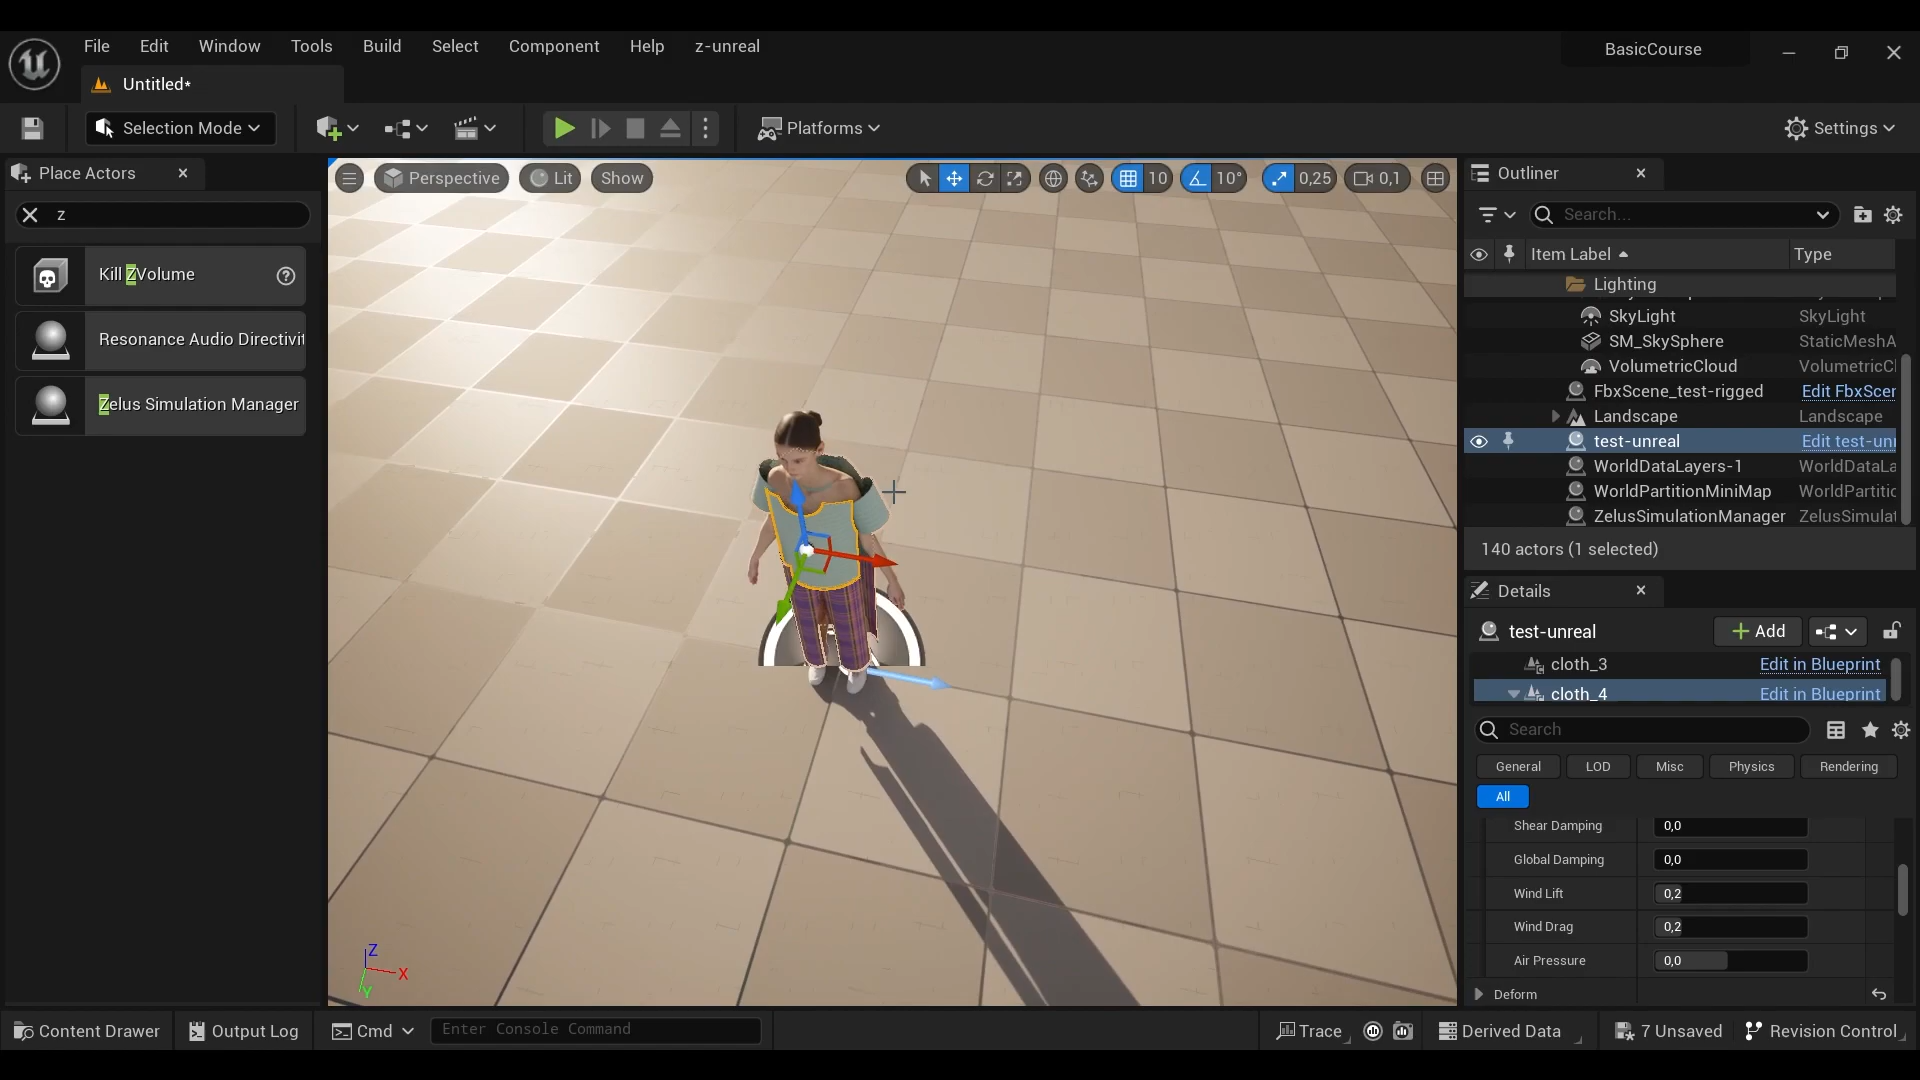 File Edit Window Tools Build Select Component Help z-unreal
BasicCourse
Untitled*
Selection Mode
Platforms
Settings
Place Actors
z
Kill ZVolume
Resonance Audio Directivit
Zelus Simulation Manager
Perspective Lit Show
10 10° 0,25 0,1
Z
X
Y
Outliner
Search...
Item Label Type
Lighting
SkyLight SkyLight
SM_SkySphere StaticMeshA
VolumetricCloud VolumetricCl
FbxScene_test-rigged Edit FbxScer
Landscape Landscape
test-unreal Edit test-unr
WorldDataLayers-1 WorldDataLa
WorldPartitionMiniMap WorldPartitic
ZelusSimulationManager ZelusSimulat
140 actors (1 selected)
Details
test-unreal Add
cloth_3 Edit in Blueprint
cloth_4 Edit in Blueprint
Search
General LOD Misc Physics Rendering
All
Shear Damping 0,0
Global Damping 0,0
Wind Lift 0,2
Wind Drag 0,2
Air Pressure 0,0
Deform
Content Drawer Output Log Cmd Enter Console Command Trace Derived Data 7 Unsaved Revision Control